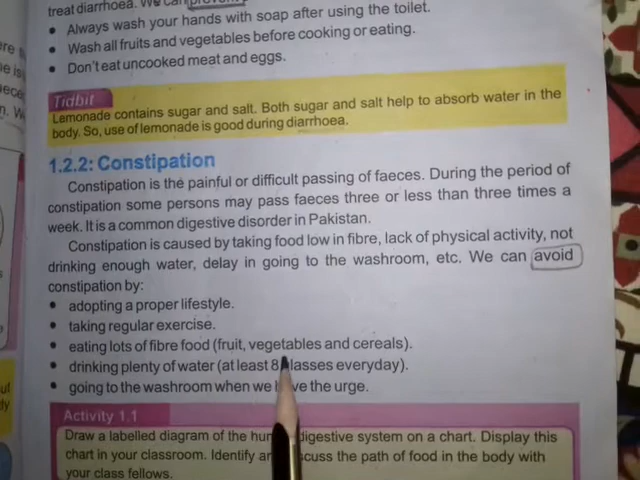 treat diarrhoea. We can prevent
• Always wash your hands with soap after using the toilet.
• Wash all fruits and vegetables before cooking or eating.
• Don't eat uncooked meat and eggs.
Tidbit
Lemonade contains sugar and salt. Both sugar and salt help to absorb water in the
body. So, use of lemonade is good during diarrhoea.
1.2.2: Constipation
Constipation is the painful or difficult passing of faeces. During the period of
constipation some persons may pass faeces three or less than three times a
week. It is a common digestive disorder in Pakistan.
Constipation is caused by taking food low in fibre, lack of physical activity, not
drinking enough water, delay in going to the washroom, etc. We can avoid
constipation by:
• adopting a proper lifestyle.
• taking regular exercise.
• eating lots of fibre food (fruit, vegetables and cereals).
• drinking plenty of water (at least 8 glasses everyday).
• going to the washroom when we have the urge.
Activity 1.1
Draw a labelled diagram of the human digestive system on a chart. Display this
chart in your classroom. Identify and discuss the path of food in the body with
your class fellows.